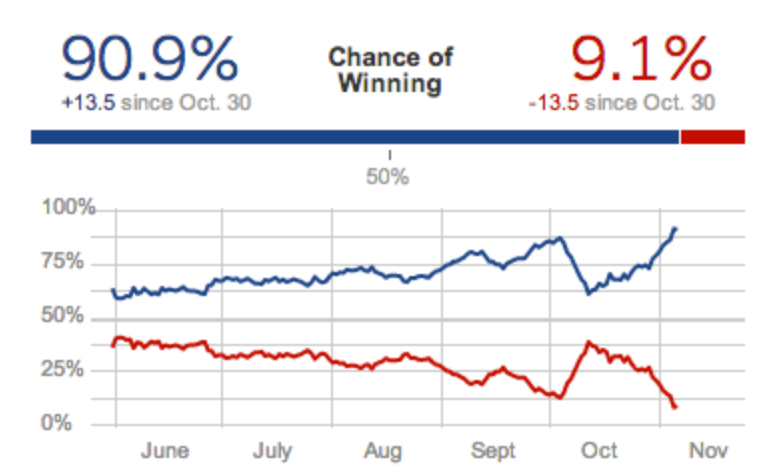 90.9%
+13.5 since Oct. 30
Chance of
Winning
9.1%
-13.5 since Oct. 30
50%
100%
75%
50%
25%
0%
June July Aug Sept Oct Nov